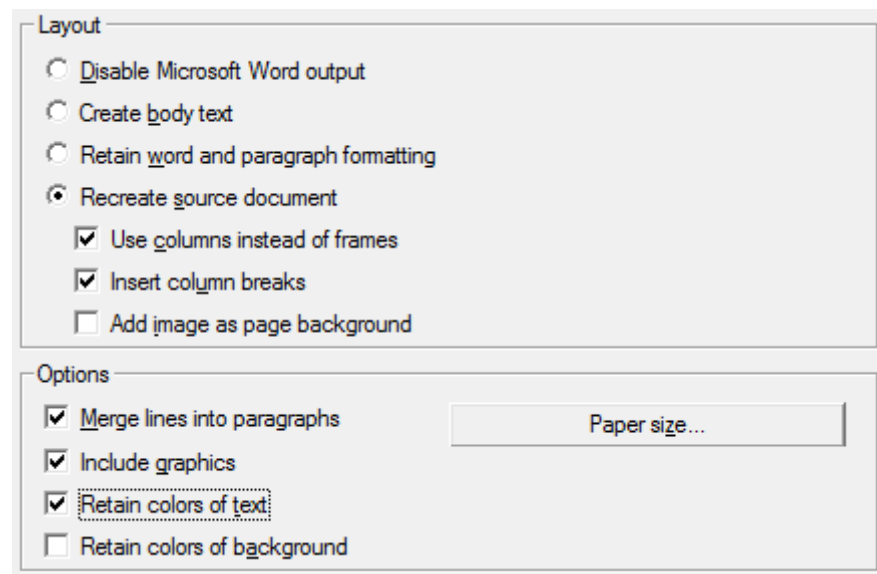 Layout
Disable Microsoft Word output
Create body text
Retain word and paragraph formatting
Recreate source document
Use columns instead of frames
Insert column breaks
Add image as page background
Options
Merge lines into paragraphs
Paper size...
Include graphics
Retain colors of text
Retain colors of background